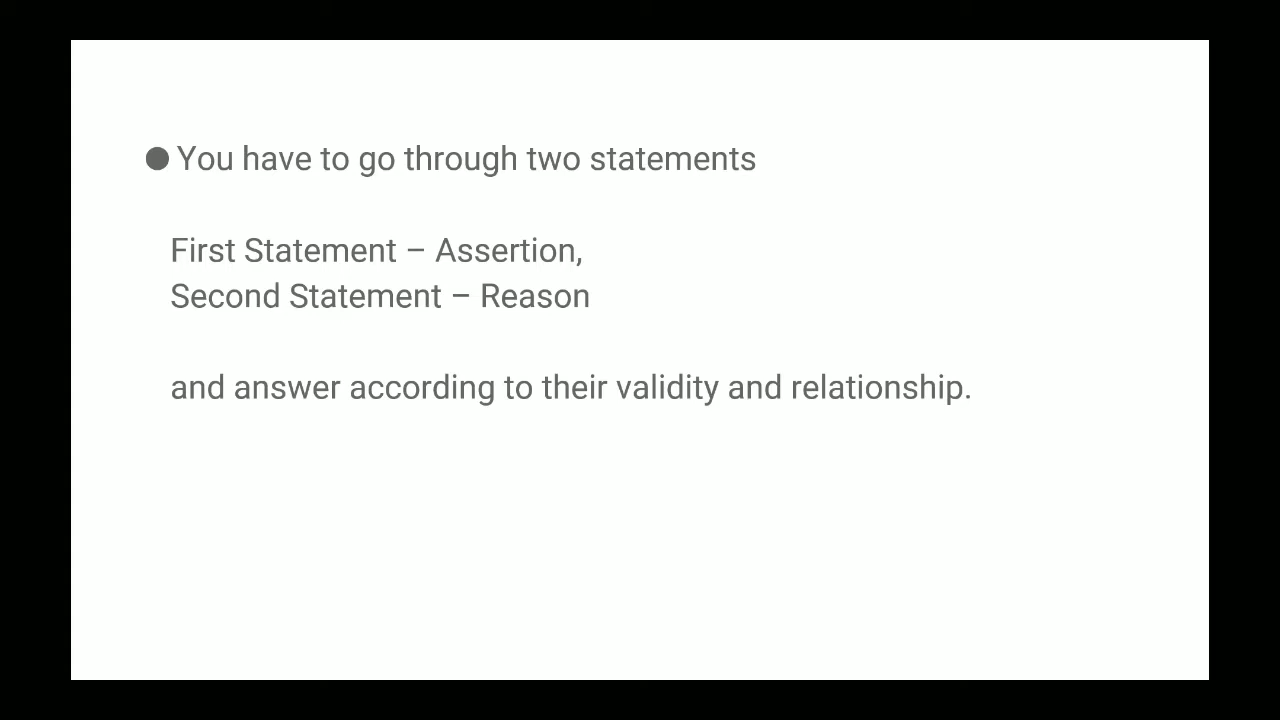 ● You have to go through two statements
First Statement – Assertion,
Second Statement – Reason
and answer according to their validity and relationship.